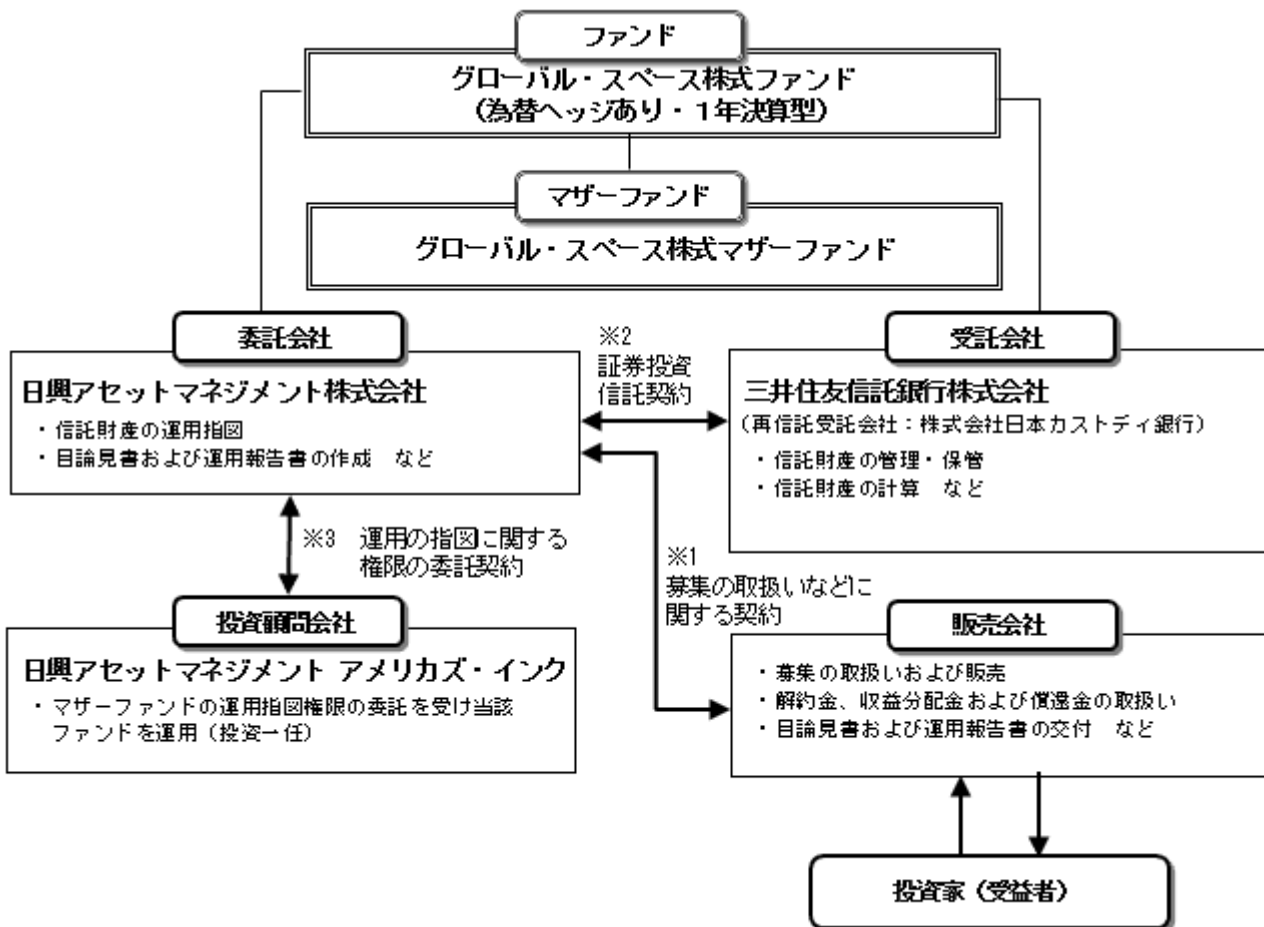 ファンド
グローバル・スペース株式ファンド
（為替ヘッジあり・１年決算型）
マザーファンド
グローバル・スペース株式マザーファンド
委託会社
日興アセットマネジメント株式会社
・信託財産の運用指図
・目論見書および運用報告書の作成　など
※2
証券投資
信託契約
受託会社
三井住友信託銀行株式会社
（再信託受託会社：株式会社日本カストディ銀行）
・信託財産の管理・保管
・信託財産の計算　など
※3　運用の指図に関する
権限の委託契約
※1
募集の取扱いなどに
関する契約
投資顧問会社
日興アセットマネジメント アメリカズ・インク
・マザーファンドの運用指図権限の委託を受け当該
ファンドを運用（投資一任）
販売会社
・募集の取扱いおよび販売
・解約金、収益分配金および償還金の取扱い
・目論見書および運用報告書の交付　など
投資家（受益者）